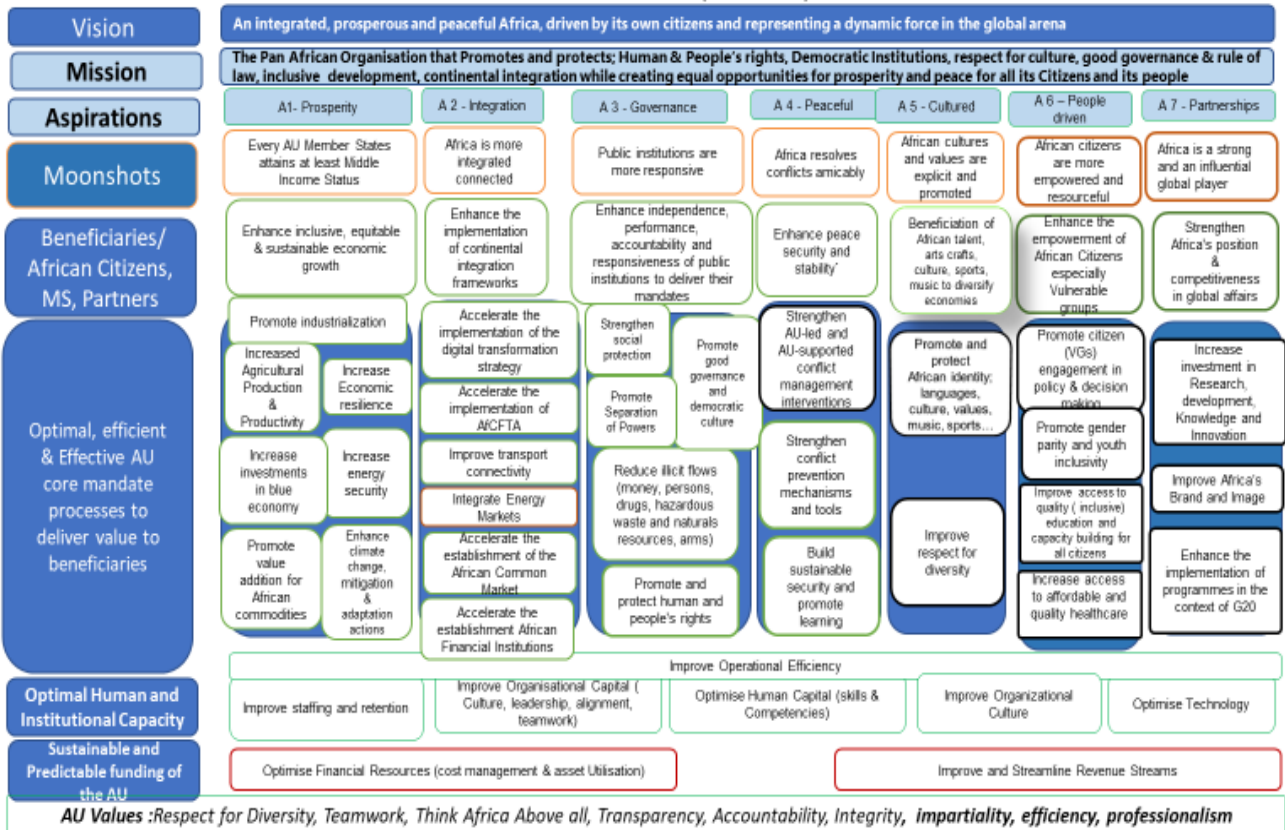 Vision
An integrated, prosperous and peaceful Africa, driven by its own citizens and representing a dynamic force in the global arena
Mission
The Pan African Organisation that Promotes and protects; Human & People's rights, Democratic Institutions, respect for culture, good governance & rule of
law, inclusive development, continental integration while creating equal opportunities for prosperity and peace for all its Citizens and its people
Aspirations
A1- Prosperity
A 2 - Integration
A 3 - Governance
A 4 - Peaceful
A 5 - Cultured
A 6 – People
driven
A 7 - Partnerships
Moonshots
Every AU Member States
attains at least Middle
Income Status
Africa is more
integrated
connected
Public institutions are
more responsive
Africa resolves
conflicts amicably
African cultures
and values are
explicit and
promoted
African citizens
are more
empowered and
resourceful
Africa is a strong
and an influential
global player
Beneficiaries/
African Citizens,
MS, Partners
Enhance inclusive, equitable
& sustainable economic
growth
Enhance the
implementation
of continental
integration
frameworks
Enhance independence,
performance,
accountability and
responsiveness of public
institutions to deliver their
mandates
Enhance peace
security and
stability`
Beneficiation of
African talent,
arts crafts,
culture, sports,
music to diversify
economies
Enhance the
empowerment of
African Citizens
especially
Vulnerable
groups
Strengthen
Africa's position
&
competitiveness
in global affairs
Optimal, efficient
& Effective AU
core mandate
processes to
deliver value to
beneficiaries
Promote industrialization
Increased
Agricultural
Production
&
Productivity
Increase
Economic
resilience
Increase
investments
in blue
economy
Increase
energy
security
Promote
value
addition for
African
commodities
Enhance
climate
change,
mitigation
&
adaptation
actions
Accelerate the
implementation of the
digital transformation
strategy
Accelerate the
implementation of
AfCFTA
Improve transport
connectivity
Integrate Energy
Markets
Accelerate the
establishment of the
African Common
Market
Accelerate the
establishment African
Financial Institutions
Strengthen
social
protection
Promote
Separation
of Powers
Promote
good
governance
and
democratic
culture
Reduce illicit flows
(money, persons,
drugs, hazardous
waste and naturals
resources, arms)
Promote and
protect human and
people's rights
Strengthen
AU-led and
AU-supported
conflict
management
interventions
Strengthen
conflict
prevention
mechanisms
and tools
Build
sustainable
security and
promote
learning
Promote and
protect
African identity;
languages,
culture, values,
music, sports…
Improve
respect for
diversity
Promote citizen
(VGs)
engagement in
policy & decision
making
Promote gender
parity and youth
inclusivity
Improve access to
quality ( inclusive)
education and
capacity building for
all citizens
Increase access
to affordable and
quality healthcare
Increase
investment in
Research,
development,
Knowledge and
Innovation
Improve Africa's
Brand and Image
Enhance the
implementation of
programmes in the
context of G20
Improve Operational Efficiency
Optimal Human and
Institutional Capacity
Improve staffing and retention
Improve Organisational Capital (
Culture, leadership, alignment,
teamwork)
Optimise Human Capital (skills &
Competencies)
Improve Organizational
Culture
Optimise Technology
Sustainable and
Predictable funding of
the AU
Optimise Financial Resources (cost management & asset Utilisation)
Improve and Streamline Revenue Streams
AU Values :Respect for Diversity, Teamwork, Think Africa Above all, Transparency, Accountability, Integrity, impartiality, efficiency, professionalism